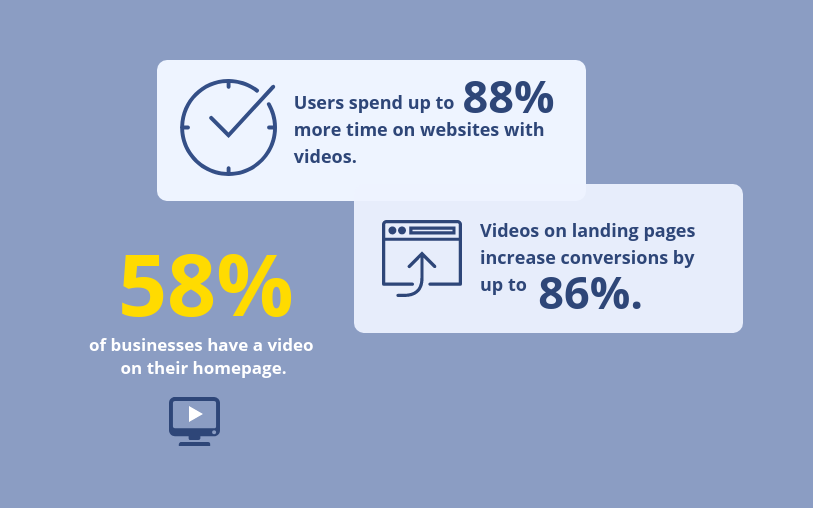 Users spend up to 88%
more time on websites with
videos.
Videos on landing pages
increase conversions by
up to 86%.
58%
of businesses have a video
on their homepage.